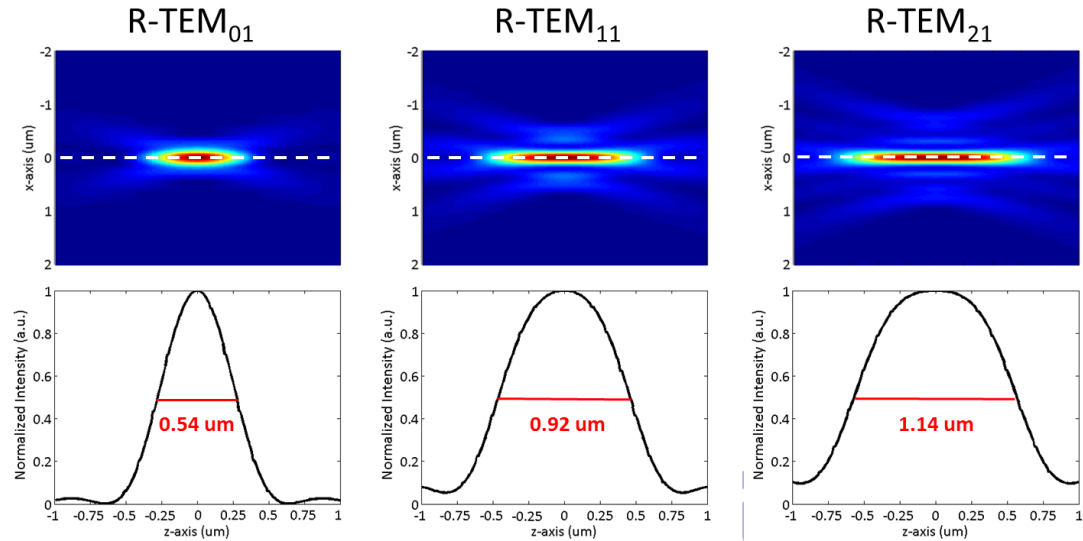 R-TEM01
R-TEM11
R-TEM21
-2
-1
0
1
2
x-axis (um)
-2
-1
0
1
2
x-axis (um)
-2
-1
0
1
2
x-axis (um)
1
0.8
0.6
0.4
0.2
0
Normalized Intensity (a.u.)
0.54 um
-1 -0.75 -0.5 -0.25 0 0.25 0.5 0.75 1
z-axis (um)
1
0.8
0.6
0.4
0.2
0
Normalized Intensity (a.u.)
0.92 um
-1 -0.75 -0.5 -0.25 0 0.25 0.5 0.75 1
z-axis (um)
1
0.8
0.6
0.4
0.2
0
Normalized Intensity (a.u.)
1.14 um
-1 -0.75 -0.5 -0.25 0 0.25 0.5 0.75 1
z-axis (um)